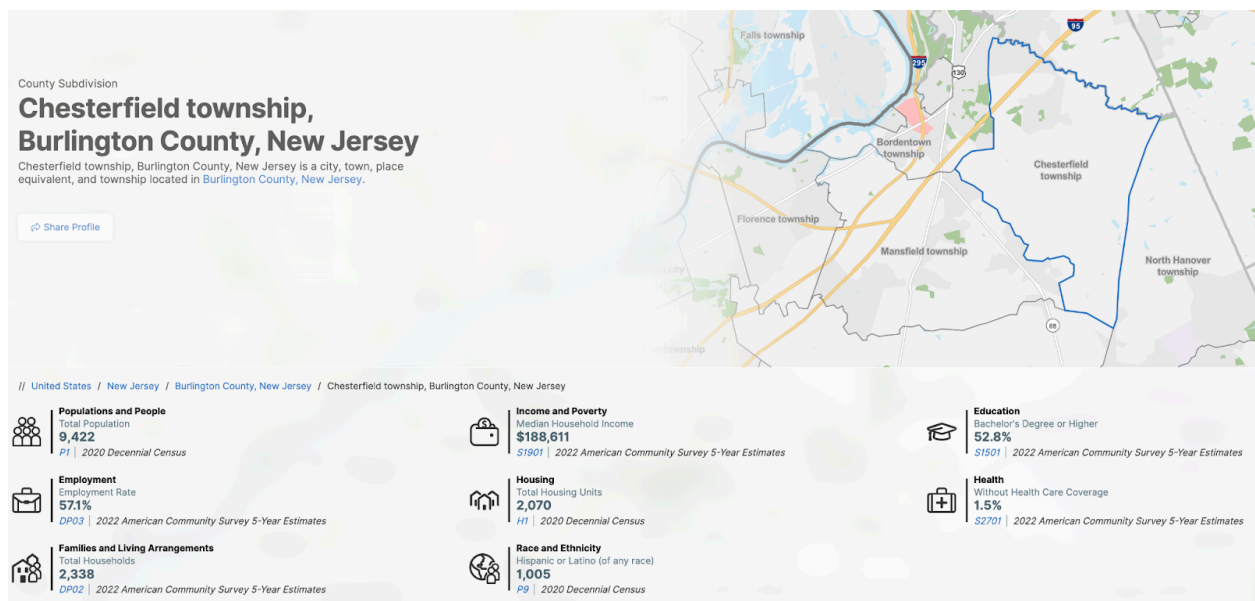 Falls township
95
295
130
County Subdivision
Chesterfield township,
Burlington County, New Jersey
Chesterfield township, Burlington County, New Jersey is a city, town, place
equivalent, and township located in Burlington County, New Jersey.
Bordentown
township
Chesterfield
township
Share Profile
Florence township
Mansfield township
North Hanover
township
68
township
// United States / New Jersey / Burlington County, New Jersey / Chesterfield township, Burlington County, New Jersey
Populations and People
Total Population
9,422
P1 | 2020 Decennial Census
Income and Poverty
Median Household Income
$188,611
S1901 | 2022 American Community Survey 5-Year Estimates
Education
Bachelor's Degree or Higher
52.8%
S1501 | 2022 American Community Survey 5-Year Estimates
Employment
Employment Rate
57.1%
DP03 | 2022 American Community Survey 5-Year Estimates
Housing
Total Housing Units
2,070
H1 | 2020 Decennial Census
Health
Without Health Care Coverage
1.5%
S2701 | 2022 American Community Survey 5-Year Estimates
Families and Living Arrangements
Total Households
2,338
DP02 | 2022 American Community Survey 5-Year Estimates
Race and Ethnicity
Hispanic or Latino (of any race)
1,005
P9 | 2020 Decennial Census